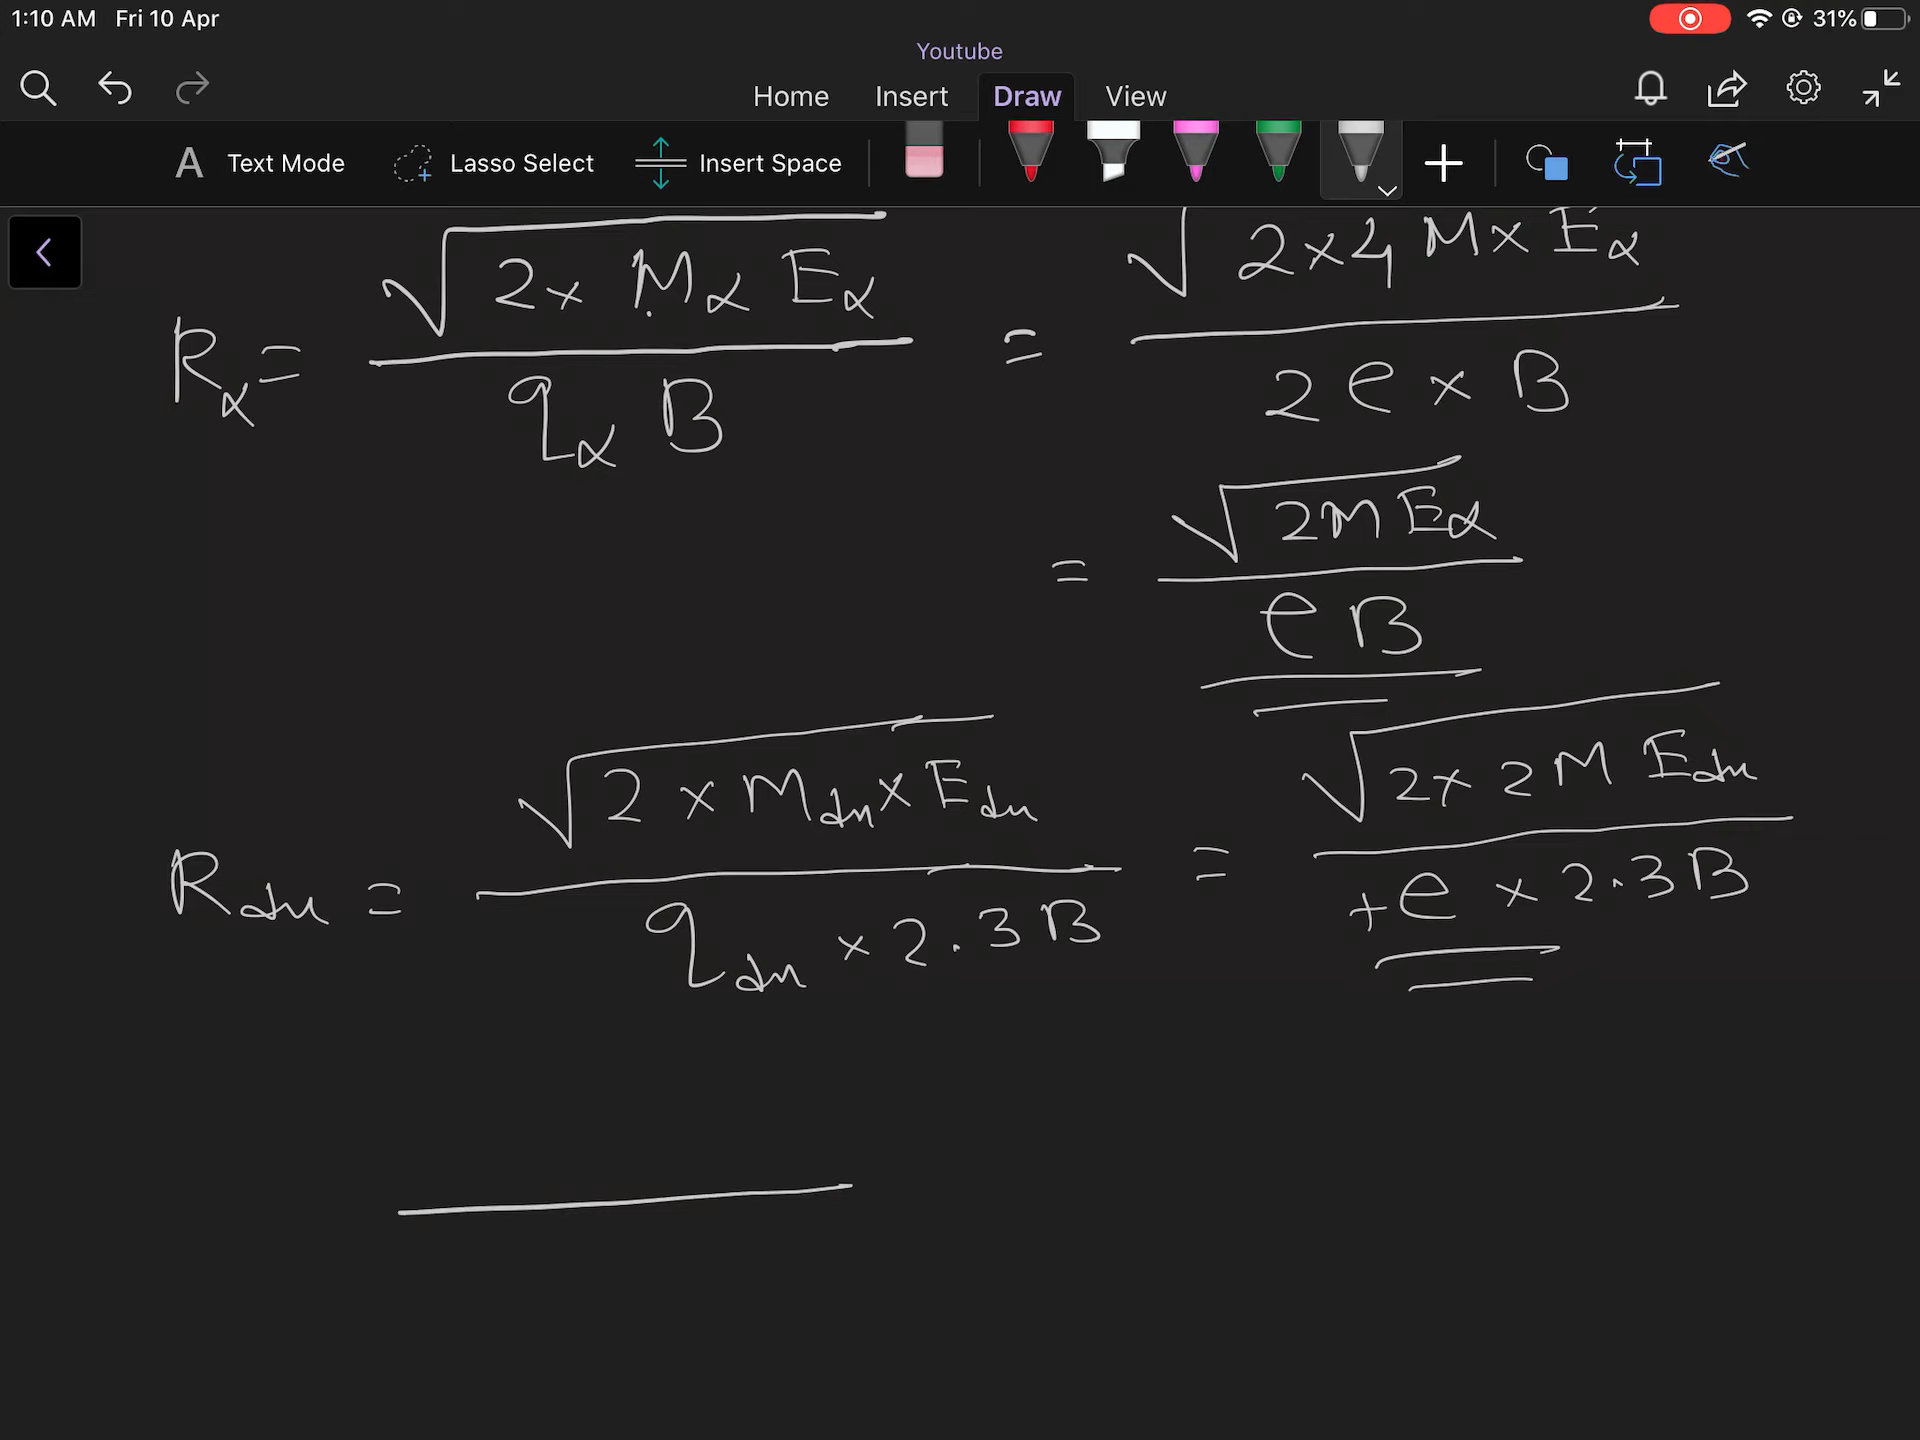 1:10 AM Fri 10 Apr 31%
Youtube
Home Insert Draw View
A Text Mode Lasso Select Insert Space
Rα = √(2 × Mα Eα) / qα B = √(2×4 M × Eα) / 2e × B
= √(2M Eα) / e B
Rdu = √(2 × Mdu × Edu) / qdu × 2.3 B = √(2 × 2M Edu) / +e × 2.3 B